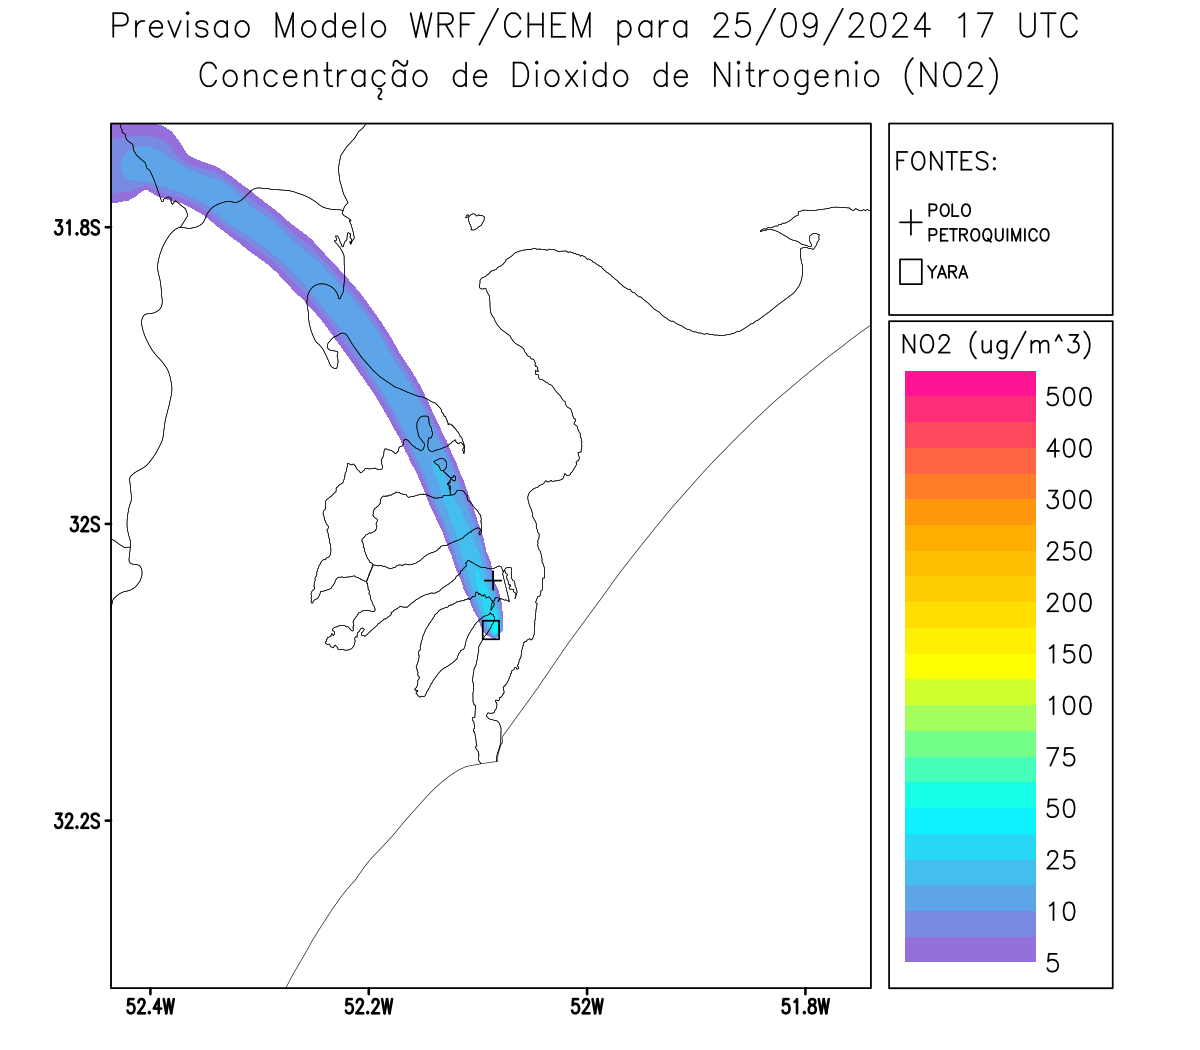 Previsao Modelo WRF/CHEM para 25/09/2024 17 UTC
Concentração de Dioxido de Nitrogenio (NO2)
FONTES:
POLO
PETROQUIMICO
YARA
31.8S
32S
32.2S
52.4W
52.2W
52W
51.8W
NO2 (ug/m^3)
500
400
300
250
200
150
100
75
50
25
10
5